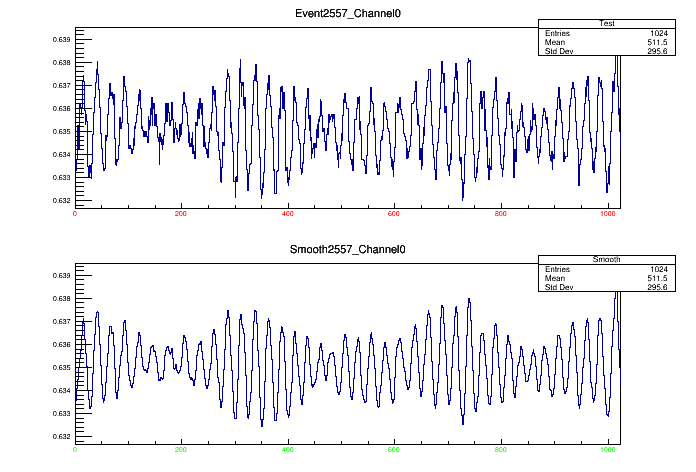 Event2557_Channel0
Test
Entries 1024
Mean 511.5
Std Dev 295.6
0.639
0.638
0.637
0.636
0.635
0.634
0.633
0.632
0 200 400 600 800 1000
Smooth2557_Channel0
Smooth
Entries 1024
Mean 511.5
Std Dev 295.6
0.639
0.638
0.637
0.636
0.635
0.634
0.633
0.632
0 200 400 600 800 1000